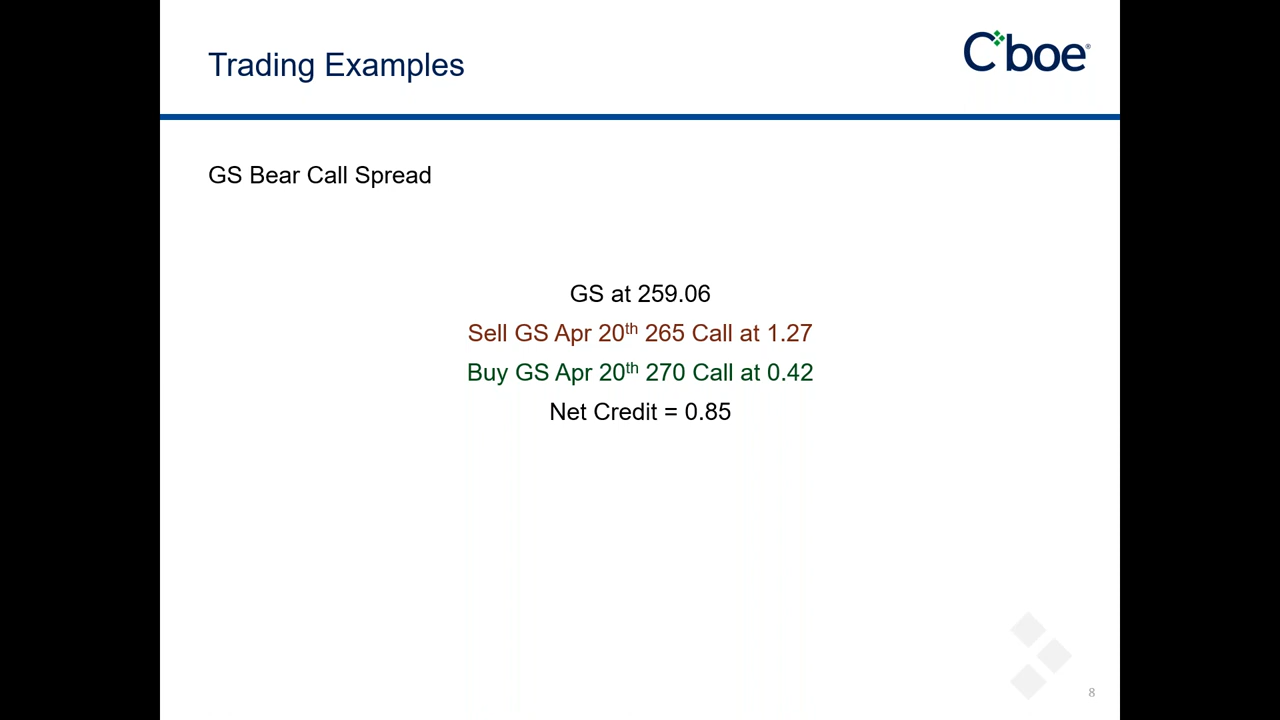 Trading Examples
Cboe®
GS Bear Call Spread
GS at 259.06
Sell GS Apr 20th 265 Call at 1.27
Buy GS Apr 20th 270 Call at 0.42
Net Credit = 0.85
8